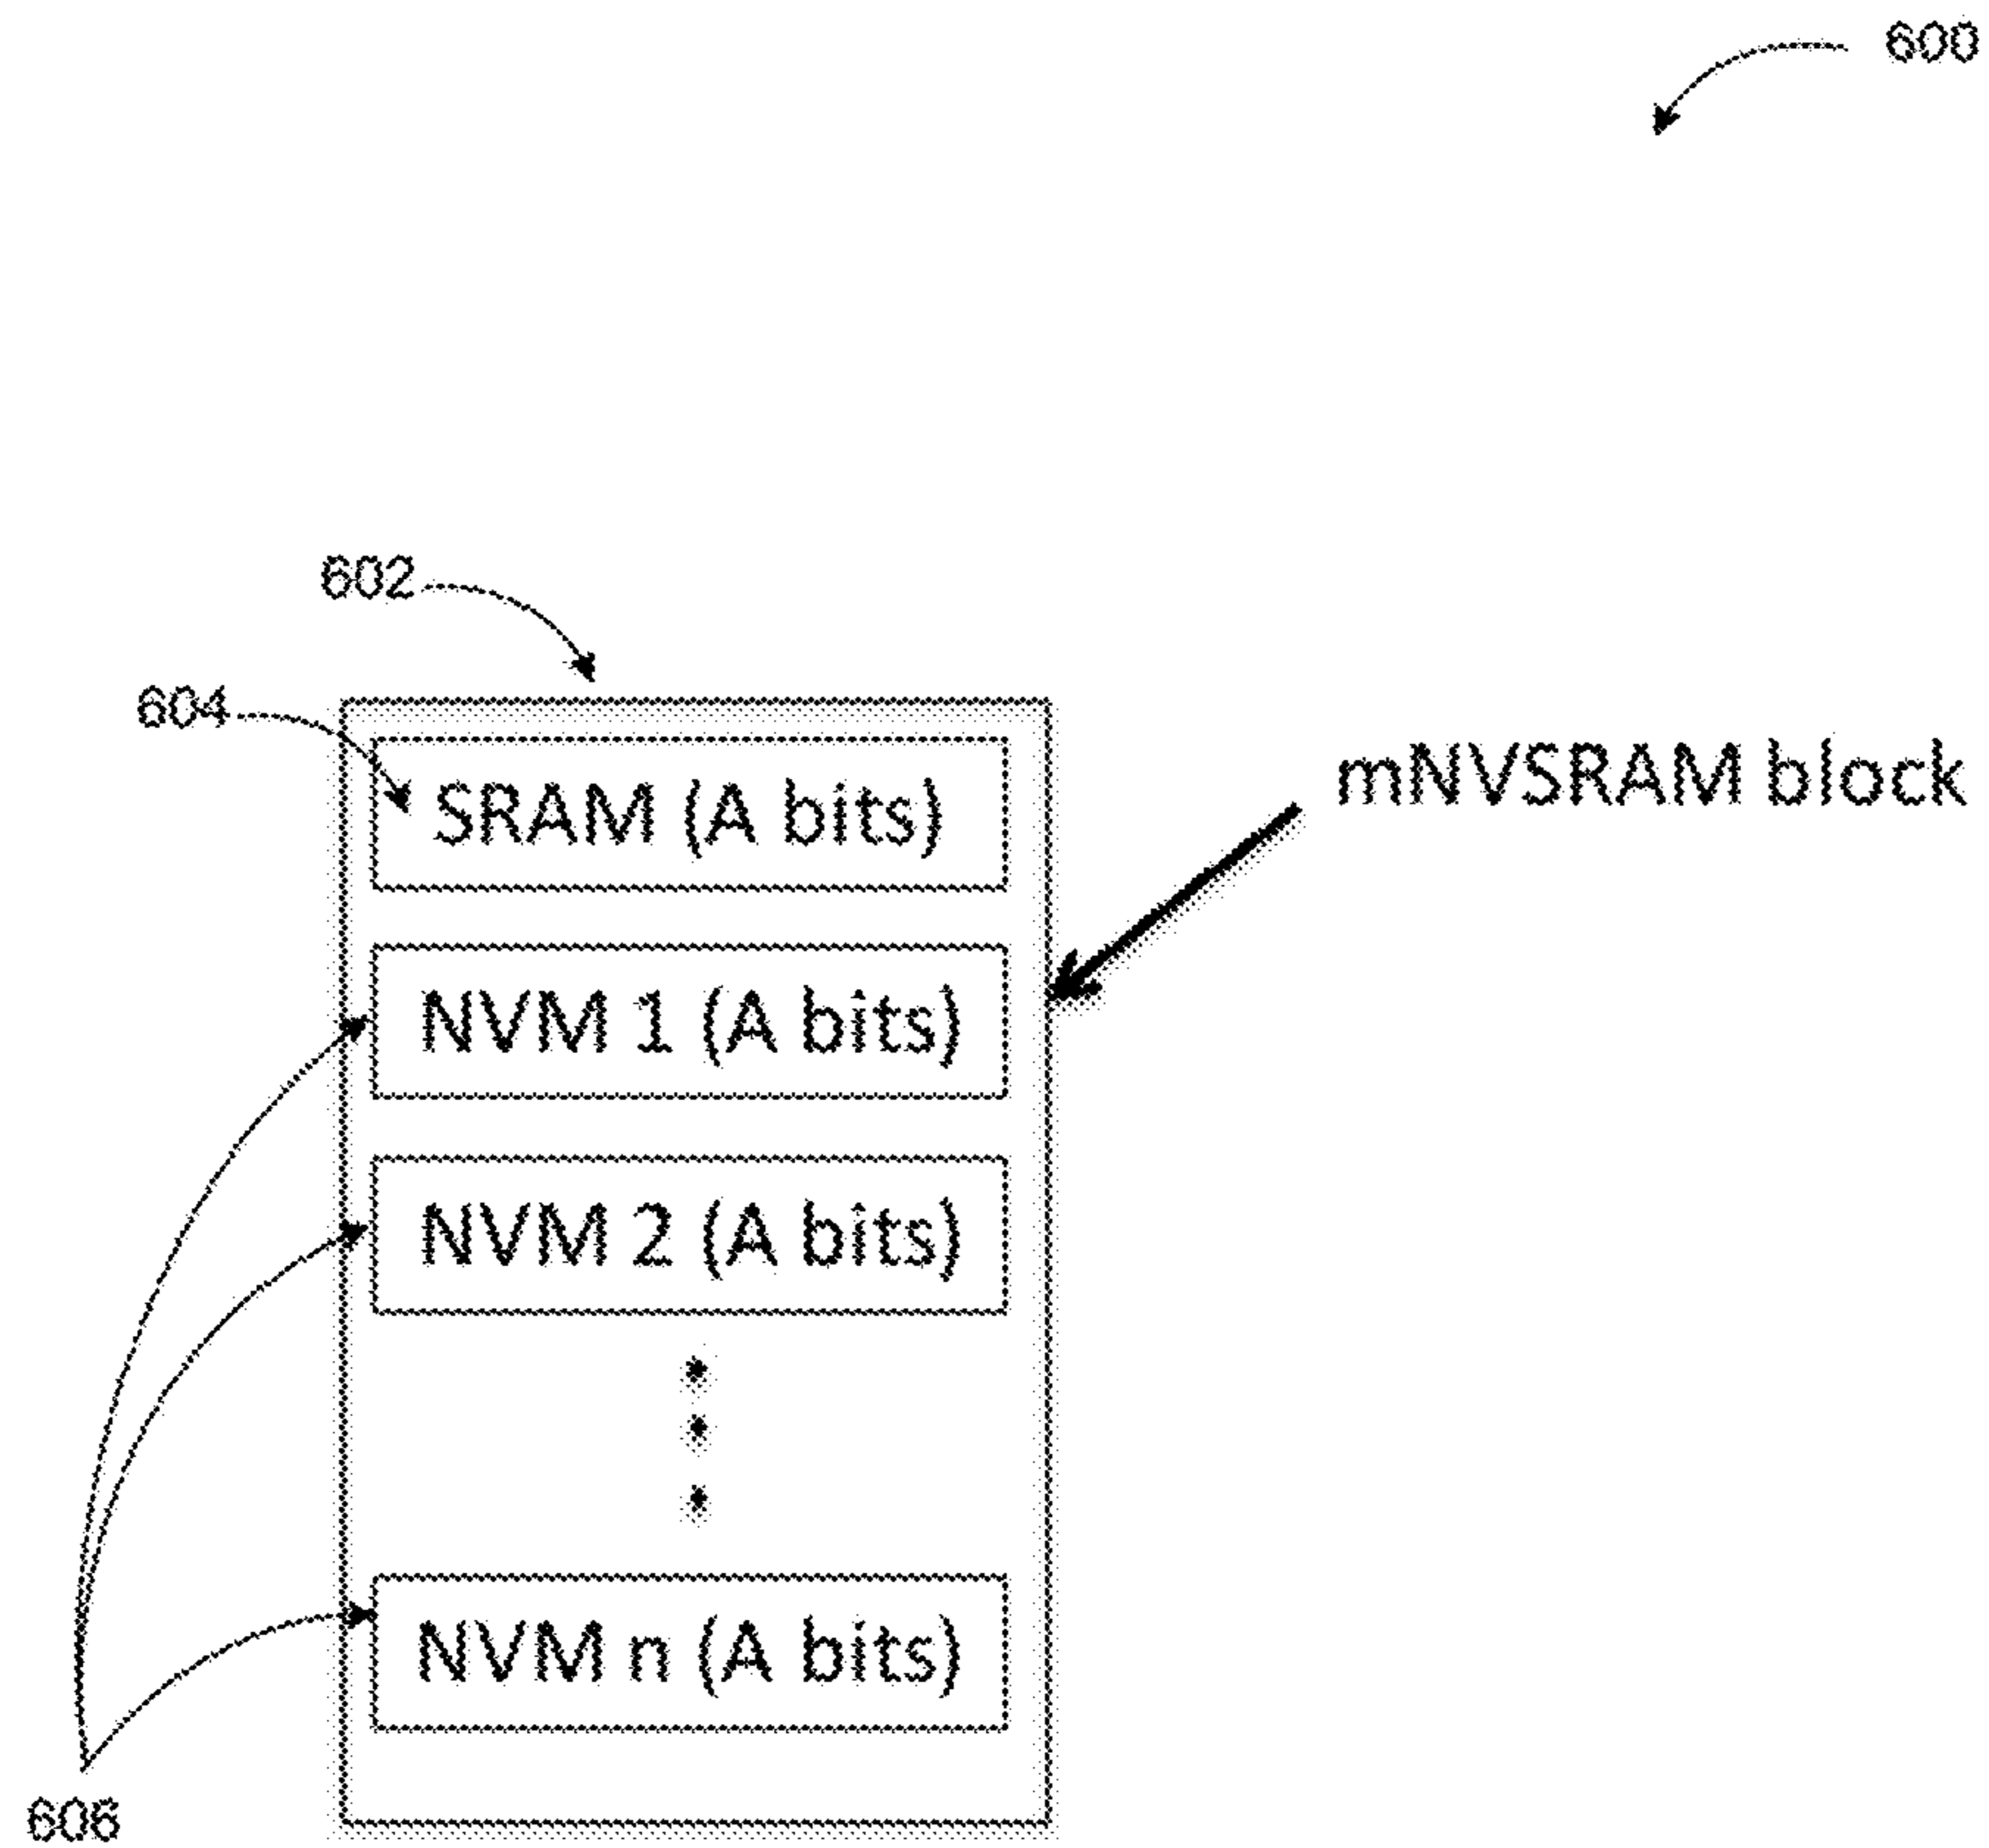 600
602
604
SRAM (A bits)
mNVSRAM block
NVM 1 (A bits)
NVM 2 (A bits)
NVM n (A bits)
606